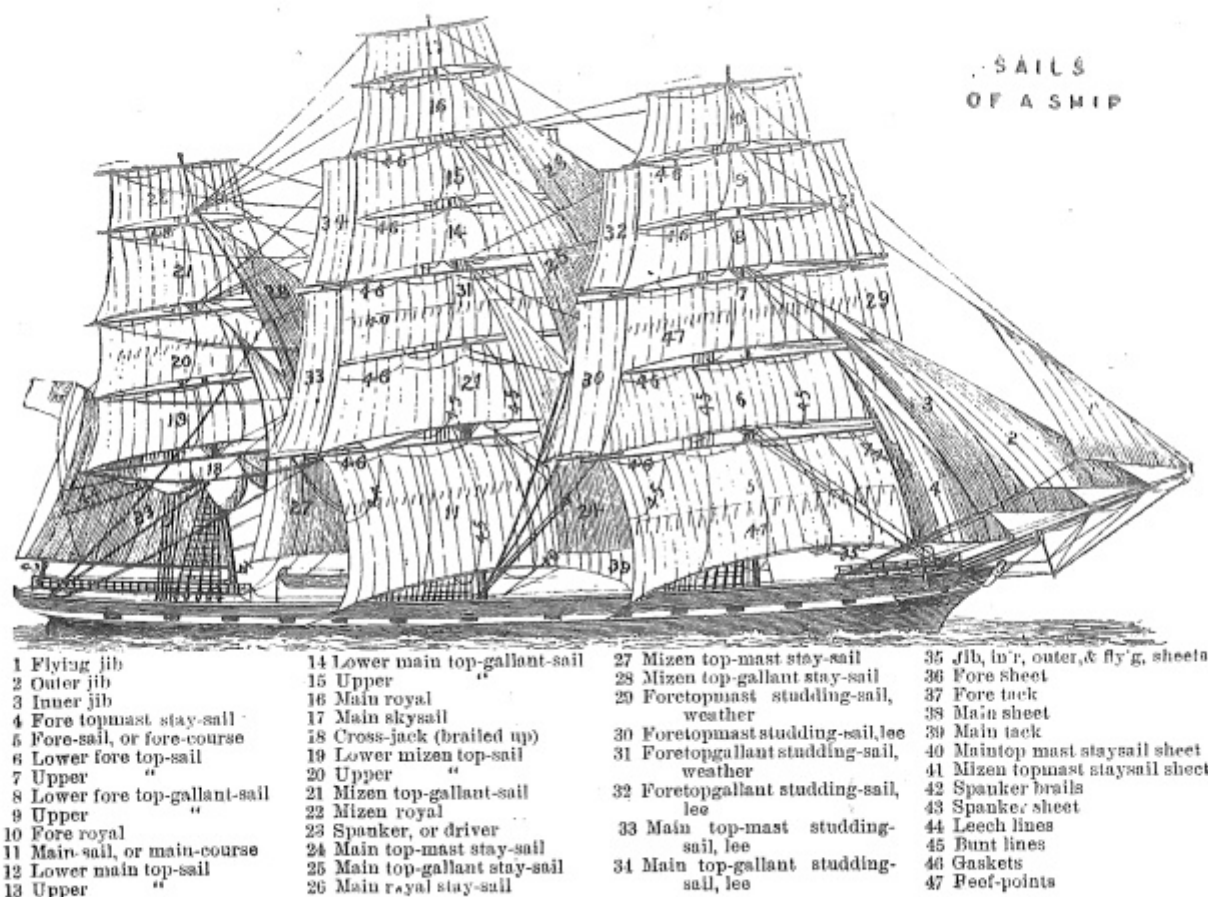 SAILS
OF A SHIP
1 Flying jib
2 Outer jib
3 Inner jib
4 Fore topmast stay-sail
5 Fore-sail, or fore-course
6 Lower fore top-sail
7 Upper "
8 Lower fore top-gallant-sail
9 Upper "
10 Fore royal
11 Main-sail, or main-course
12 Lower main top-sail
13 Upper "
14 Lower main top-gallant-sail
15 Upper "
16 Main royal
17 Main skysail
18 Cross-jack (brailed up)
19 Lower mizen top-sail
20 Upper "
21 Mizen top-gallant-sail
22 Mizen royal
23 Spanker, or driver
24 Main top-mast stay-sail
25 Main top-gallant stay-sail
26 Main royal stay-sail
27 Mizen top-mast stay-sail
28 Mizen top-gallant stay-sail
29 Foretopmast studding-sail,
weather
30 Foretopmast studding-sail, lee
31 Foretopgallant studding-sail,
weather
32 Foretopgallant studding-sail,
lee
33 Main top-mast studding-
sail, lee
34 Main top-gallant studding-
sail, lee
35 Jib, in'r, outer, & fly'g, sheets
36 Fore sheet
37 Fore tack
38 Main sheet
39 Main tack
40 Maintop mast staysail sheet
41 Mizen topmast staysail sheet
42 Spanker brails
43 Spanker sheet
44 Leech lines
45 Bunt lines
46 Gaskets
47 Reef-points